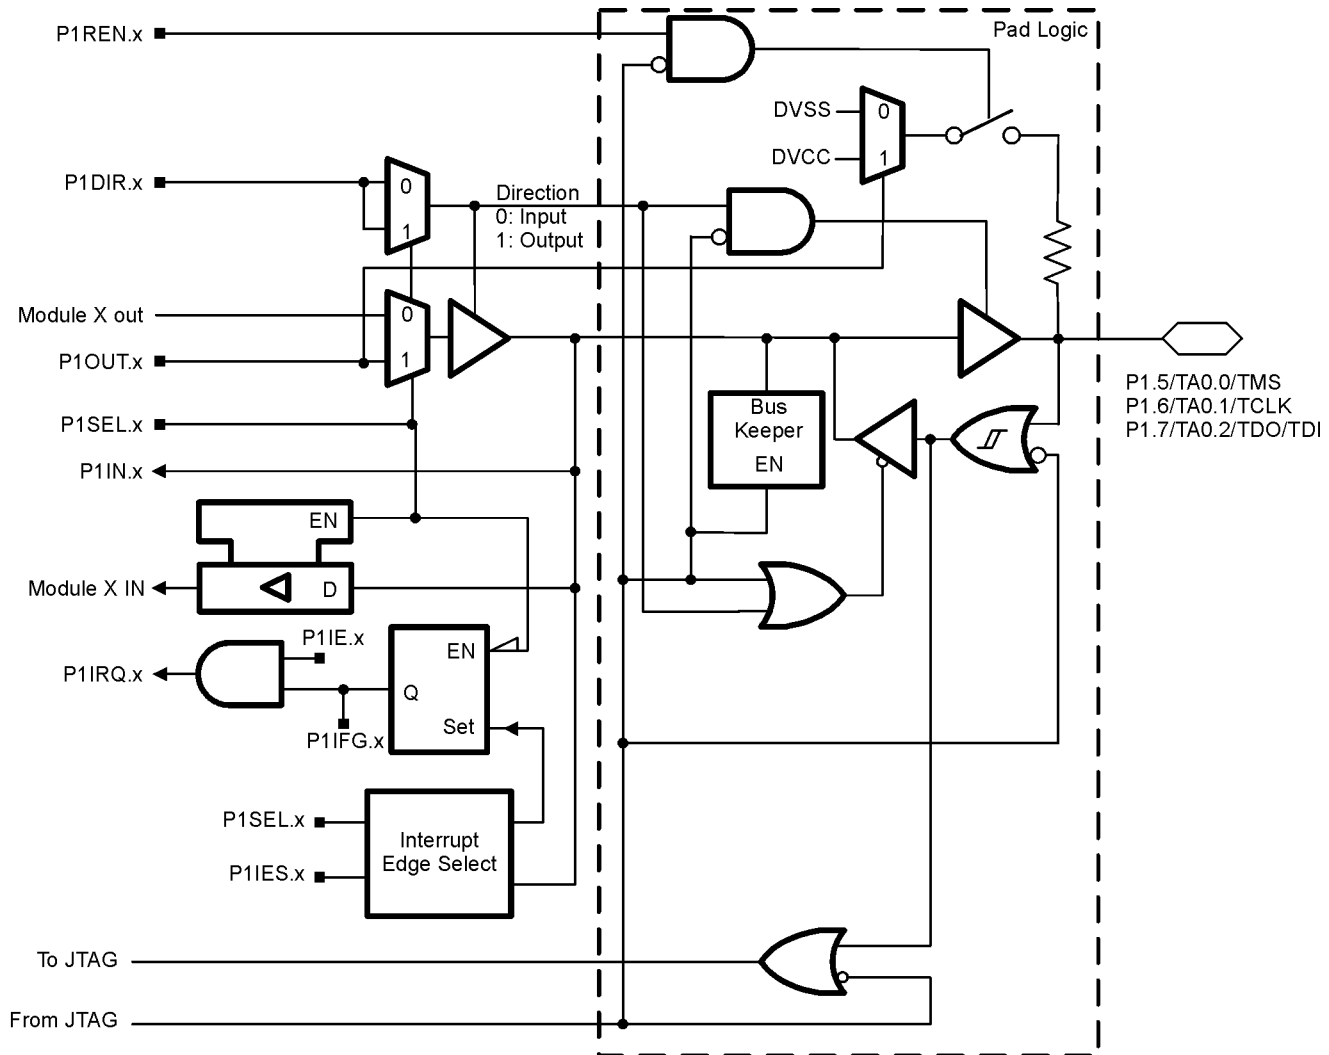 P1REN.x
Pad Logic
DVSS
0
DVCC
1
P1DIR.x
0
1
Direction
0: Input
1: Output
Module X out
0
P1OUT.x
1
P1.5/TA0.0/TMS
P1.6/TA0.1/TCLK
P1.7/TA0.2/TDO/TDI
Bus
Keeper
EN
P1SEL.x
P1IN.x
EN
Module X IN
D
P1IE.x
P1IRQ.x
EN
Q
Set
P1IFG.x
P1SEL.x
P1IES.x
Interrupt
Edge Select
To JTAG
From JTAG